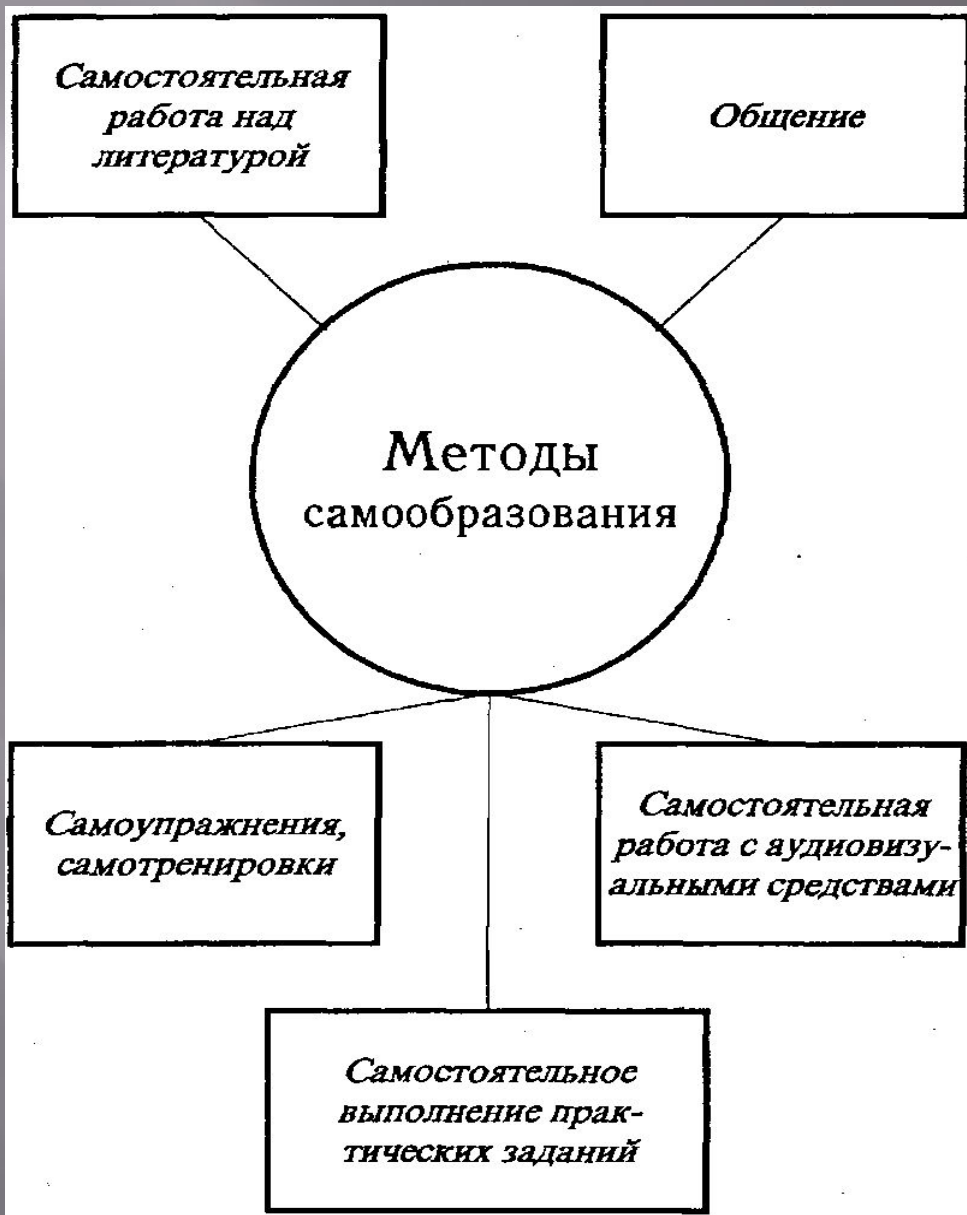 Самостоятельная
работа над
литературой
Общение
Методы
самообразования
Самоупражнения,
самотренировки
Самостоятельная
работа с аудиовизу-
альными средствами
Самостоятельное
выполнение прак-
тических заданий